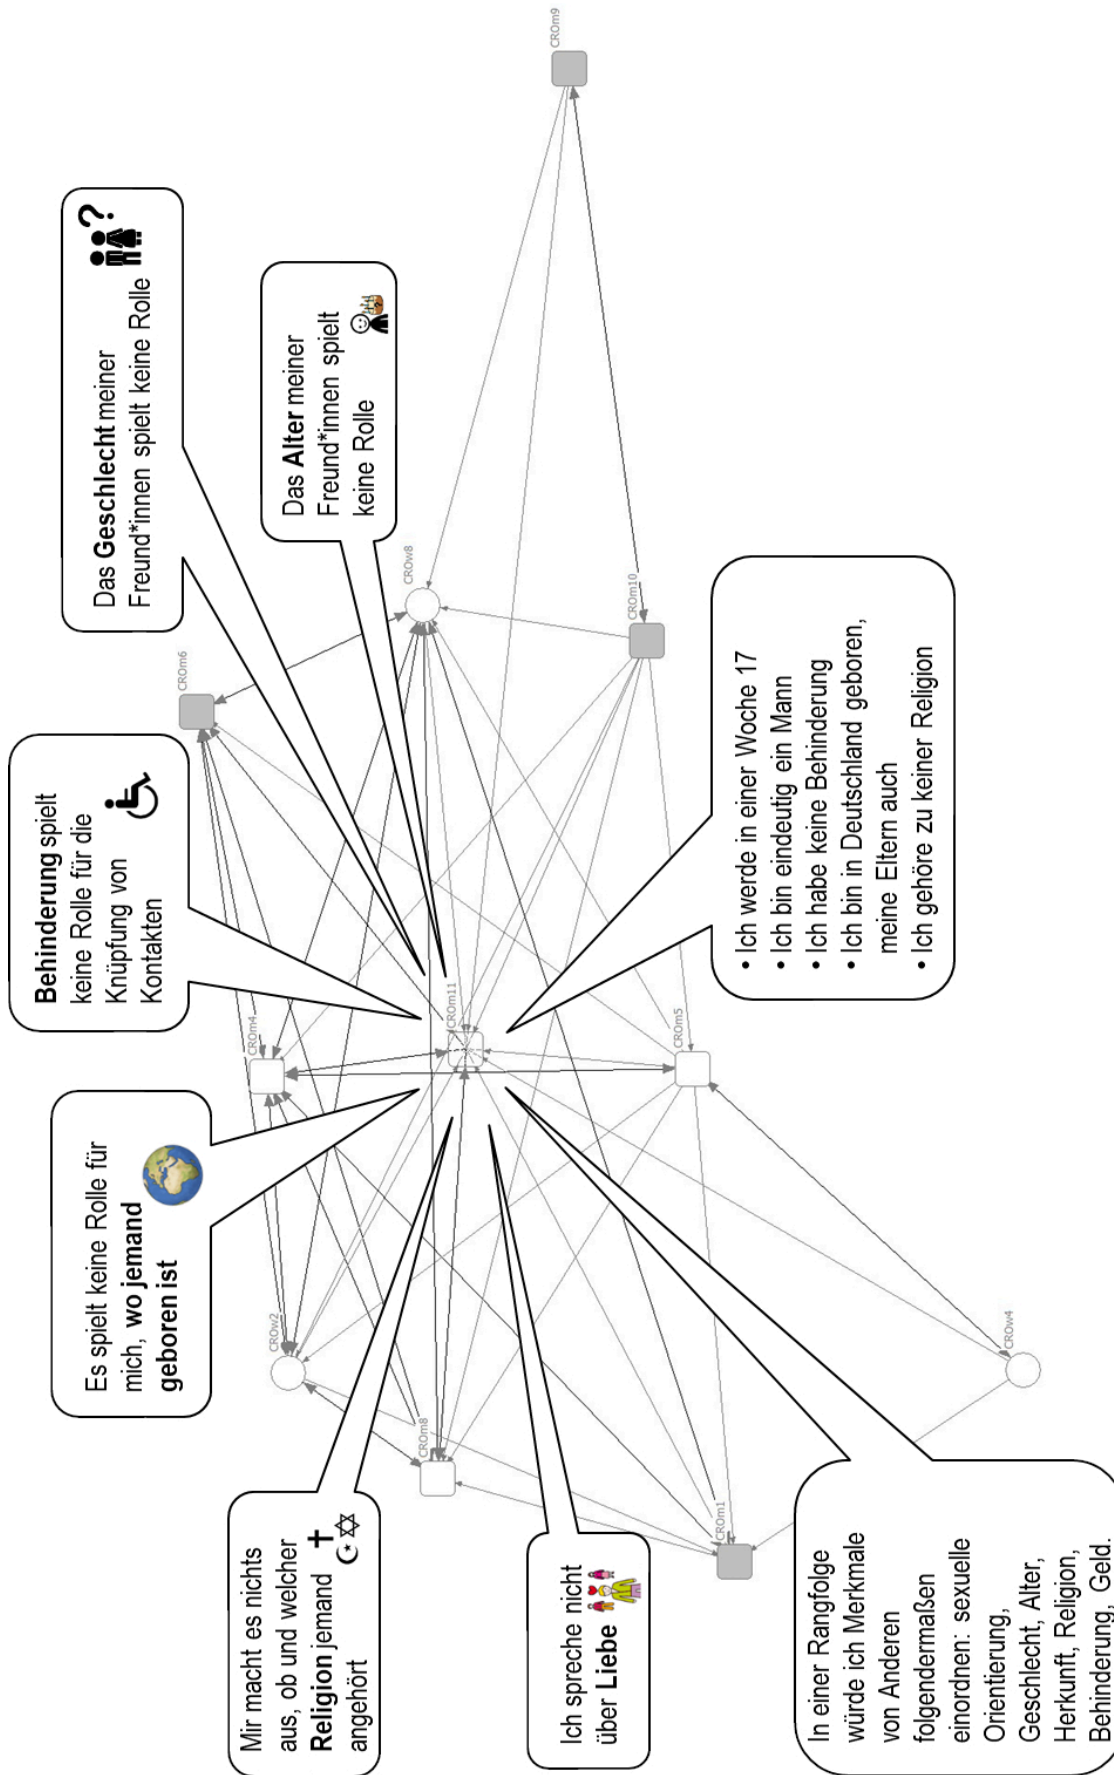 Mir macht es nichts
aus, ob und welcher
Religion jemand
angehört
Es spielt keine Rolle für
mich, wo jemand
geboren ist
Behinderung spielt
keine Rolle für die
Knüpfung von
Kontakten
Das Geschlecht meiner
Freund*innen spielt keine Rolle
?
Das Alter meiner
Freund*innen spielt
keine Rolle
Ich spreche nicht
über Liebe
In einer Rangfolge
würde ich Merkmale
von Anderen
folgendermaßen
einordnen: sexuelle
Orientierung,
Geschlecht, Alter,
Herkunft, Religion,
Behinderung, Geld.
• Ich werde in einer Woche 17
• Ich bin eindeutig ein Mann
• Ich habe keine Behinderung
• Ich bin in Deutschland geboren,
meine Eltern auch
• Ich gehöre zu keiner Religion
CROm6
CROm4
CROw2
CROm8
CROm11
CROw8
CROm9
CROm10
CROm5
CROm1
CROw4